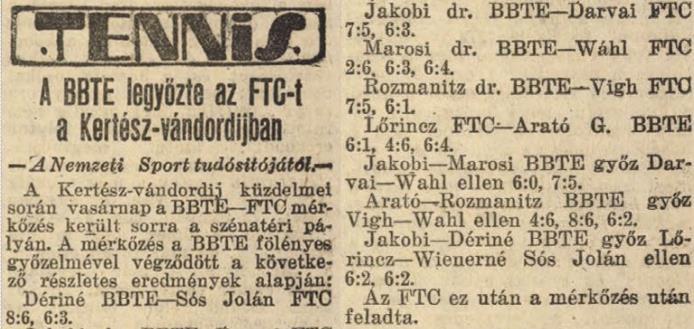 TENNIS
A BBTE legyőzte az FTC-t
a Kertész-vándordijban
—A Nemzeti Sport tudósitójától.—
A Kertész-vándordij küzdelmei
során vasárnap a BBTE—FTC mér-
kőzés került sorra a szénatéri pá-
lyán. A mérkőzés a BBTE fölényes
győzelmével végződött a követke-
ző részletes eredmények alapján:
Dériné BBTE—Sós Jolán FTC
8:6, 6:3.
Jakobi dr. BBTE—Darvai FTC
7:5, 6:3.
Marosi dr. BBTE—Wáhl FTC
2:6, 6:3, 6:4.
Rozmanitz dr. BBTE—Vigh FTC
7:5, 6:1.
Lőrincz FTC—Arató G. BBTE
6:1, 4:6, 6:4.
Jakobi—Marosi BBTE győz Dar-
vai—Wahl ellen 6:0, 7:5.
Arató—Rozmanitz BBTE győz
Vigh—Wahl ellen 4:6, 8:6, 6:2.
Jakobi—Dériné BBTE győz Lő-
rincz—Wienerné Sós Jolán ellen
6:2, 6:2.
Az FTC ez után a mérkőzés után
feladta.